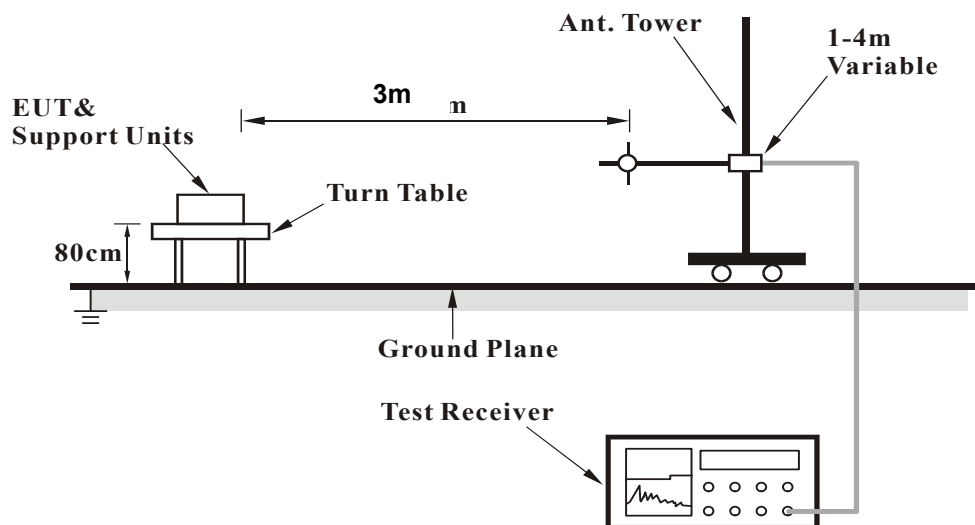 Ant. Tower
1-4m
Variable
3m
m
EUT&
Support Units
Turn Table
80cm
Ground Plane
Test Receiver